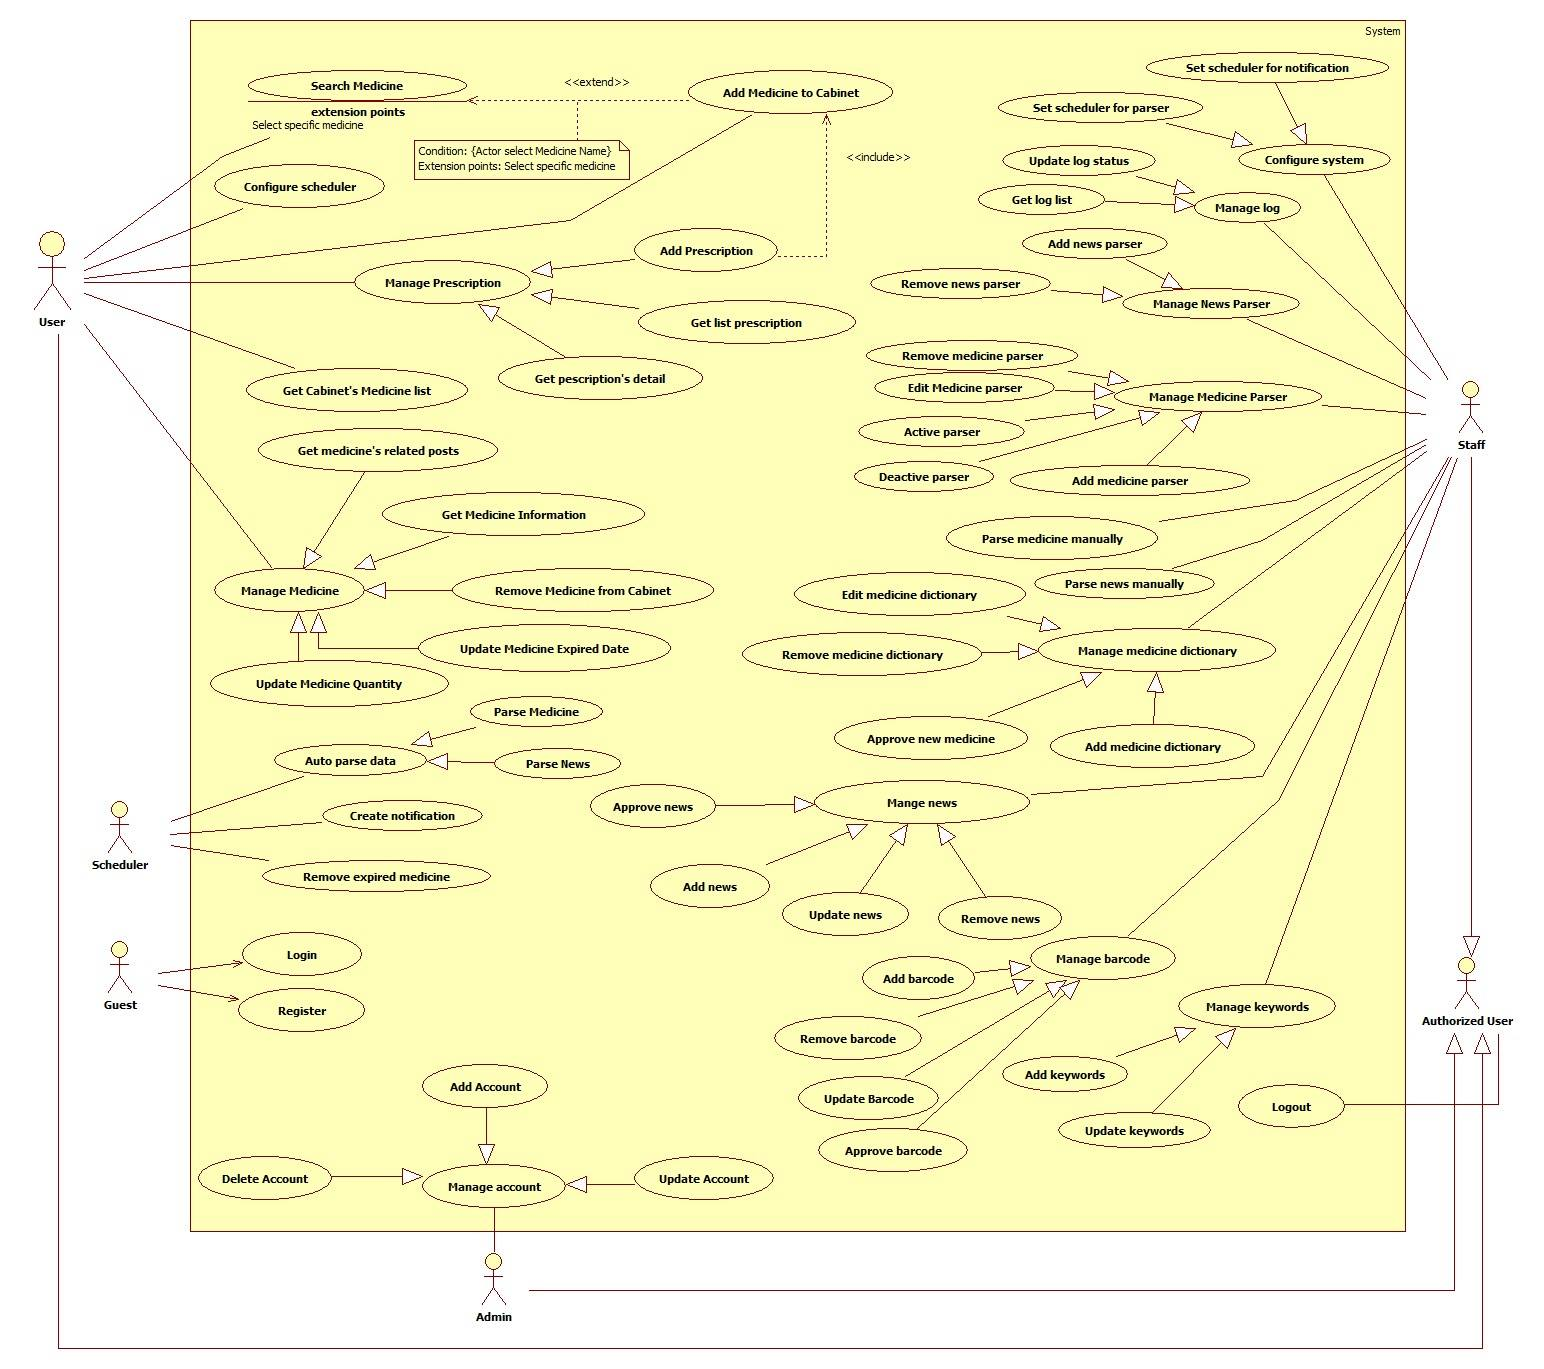 System
Set scheduler for notification
Search Medicine
<<extend>>
Add Medicine to Cabinet
extension points
Set scheduler for parser
Select specific medicine
Condition: {Actor select Medicine Name}
Extension points: Select specific medicine
<<include>>
Update log status
Configure system
Configure scheduler
Get log list
Manage log
Add Prescription
Add news parser
Manage Prescription
Remove news parser
Manage News Parser
User
Get list prescription
Remove medicine parser
Get pescription's detail
Edit Medicine parser
Get Cabinet's Medicine list
Manage Medicine Parser
Active parser
Staff
Get medicine's related posts
Deactive parser
Add medicine parser
Get Medicine Information
Parse medicine manually
Parse news manually
Manage Medicine
Remove Medicine from Cabinet
Edit medicine dictionary
Update Medicine Expired Date
Remove medicine dictionary
Manage medicine dictionary
Update Medicine Quantity
Parse Medicine
Approve new medicine
Add medicine dictionary
Auto parse data
Parse News
Approve news
Mange news
Create notification
Scheduler
Remove expired medicine
Add news
Update news
Remove news
Login
Manage barcode
Add barcode
Guest
Register
Manage keywords
Authorized User
Remove barcode
Add Account
Add keywords
Update Barcode
Logout
Update keywords
Approve barcode
Delete Account
Manage account
Update Account
Admin